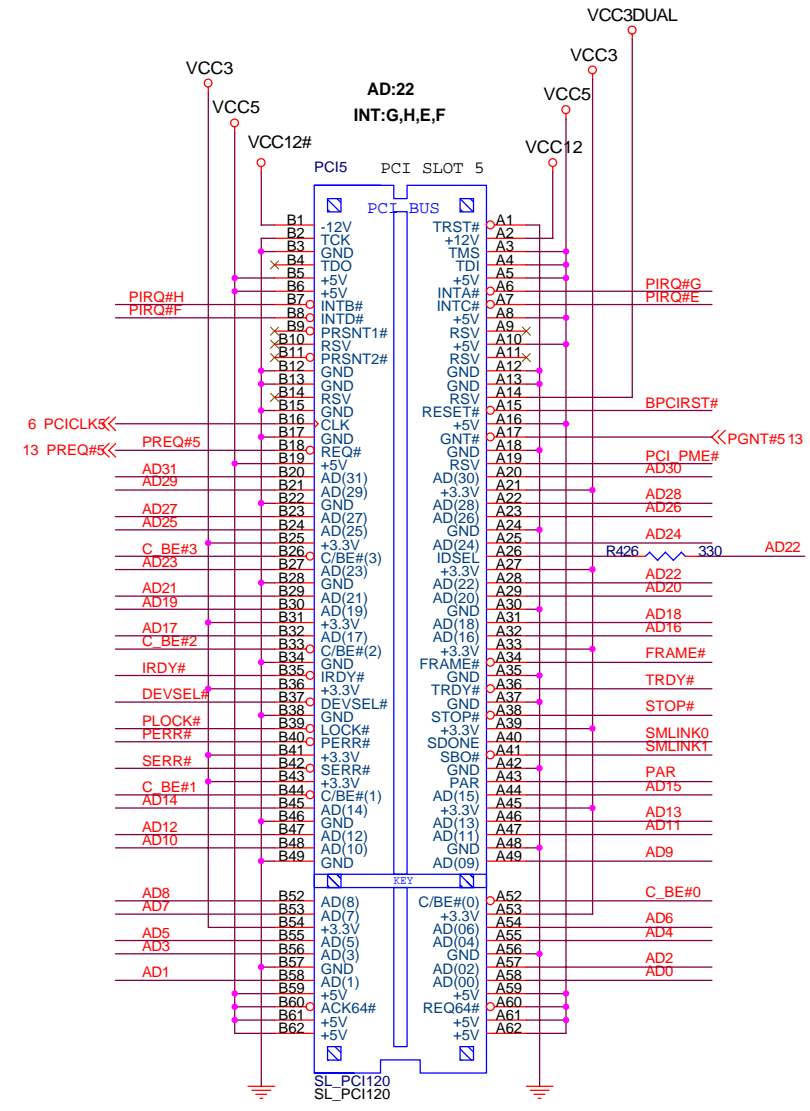 VCC3DUAL
VCC3 VCC3
AD:22 VCC5
VCC5 INT:G,H,E,F
VCC12# VCC12
PCI5 PCI SLOT 5
PCI BUS
B1 -12V TRST# A1
B2 TCK +12V A2
B3 GND TMS A3
B4 TDO TDI A4
B5 +5V +5V A5
PIRQ#H B6 +5V INTA# A6 PIRQ#G
PIRQ#F B7 INTB# INTC# A7 PIRQ#E
B8 INTD# +5V A8
B9 PRSNT1# RSV A9
B10 RSV +5V A10
B11 PRSNT2# RSV A11
B12 GND GND A12
B13 GND GND A13
B14 RSV RSV A14
B15 GND RESET# A15 BPCIRST#
6 PCICLK5 B16 CLK +5V A16
B17 GND GNT# A17 PGNT#5 13
13 PREQ#5 PREQ#5 B18 REQ# GND A18
B19 +5V RSV A19 PCI_PME#
AD31 B20 AD(31) AD(30) A20 AD30
AD29 B21 AD(29) +3.3V A21
B22 GND AD(28) A22 AD28
AD27 B23 AD(27) AD(26) A23 AD26
AD25 B24 AD(25) GND A24
B25 +3.3V AD(24) A25 AD24
C_BE#3 B26 C/BE#(3) IDSEL A26 R426 330 AD22
AD23 B27 AD(23) +3.3V A27
B28 GND AD(22) A28 AD22
AD21 B29 AD(21) AD(20) A29 AD20
AD19 B30 AD(19) GND A30
B31 +3.3V AD(18) A31 AD18
AD17 B32 AD(17) AD(16) A32 AD16
C_BE#2 B33 C/BE#(2) +3.3V A33
B34 GND FRAME# A34 FRAME#
IRDY# B35 IRDY# GND A35
B36 +3.3V TRDY# A36 TRDY#
DEVSEL# B37 DEVSEL# GND A37
B38 GND STOP# A38 STOP#
PLOCK# B39 LOCK# +3.3V A39
PERR# B40 PERR# SDONE A40 SMLINK0
B41 +3.3V SBO# A41 SMLINK1
SERR# B42 SERR# GND A42
B43 +3.3V PAR A43 PAR
C_BE#1 B44 C/BE#(1) AD(15) A44 AD15
AD14 B45 AD(14) +3.3V A45
B46 GND AD(13) A46 AD13
AD12 B47 AD(12) AD(11) A47 AD11
AD10 B48 AD(10) GND A48
B49 GND AD(09) A49 AD9
KEY
AD8 B52 AD(8) C/BE#(0) A52 C_BE#0
AD7 B53 AD(7) +3.3V A53
B54 +3.3V AD(06) A54 AD6
AD5 B55 AD(5) AD(04) A55 AD4
AD3 B56 AD(3) GND A56
B57 GND AD(02) A57 AD2
AD1 B58 AD(1) AD(00) A58 AD0
B59 +5V +5V A59
B60 ACK64# REQ64# A60
B61 +5V +5V A61
B62 +5V +5V A62
SL_PCI120
SL_PCI120